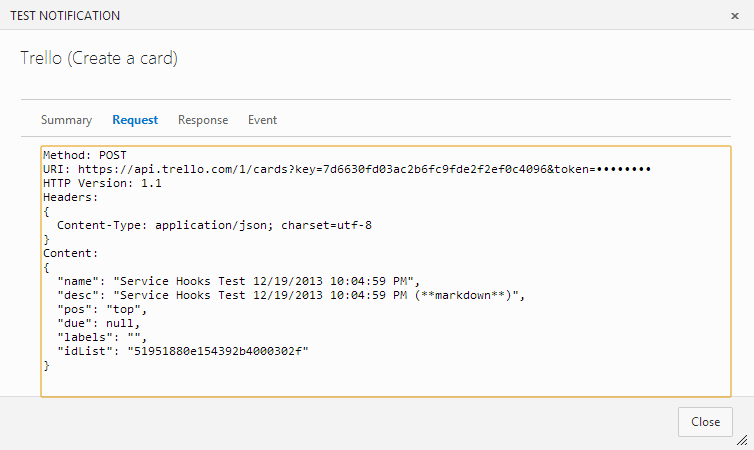 TEST NOTIFICATION
×
Trello (Create a card)
Summary Request Response Event
Method: POST
URI: https://api.trello.com/1/cards?key=7d6630fd03ac2b6fc9fde2f2ef0c4096&token=••••••••
HTTP Version: 1.1
Headers:
{
  Content-Type: application/json; charset=utf-8
}
Content:
{
  "name": "Service Hooks Test 12/19/2013 10:04:59 PM",
  "desc": "Service Hooks Test 12/19/2013 10:04:59 PM (**markdown**)",
  "pos": "top",
  "due": null,
  "labels": "",
  "idList": "51951880e154392b4000302f"
}
Close